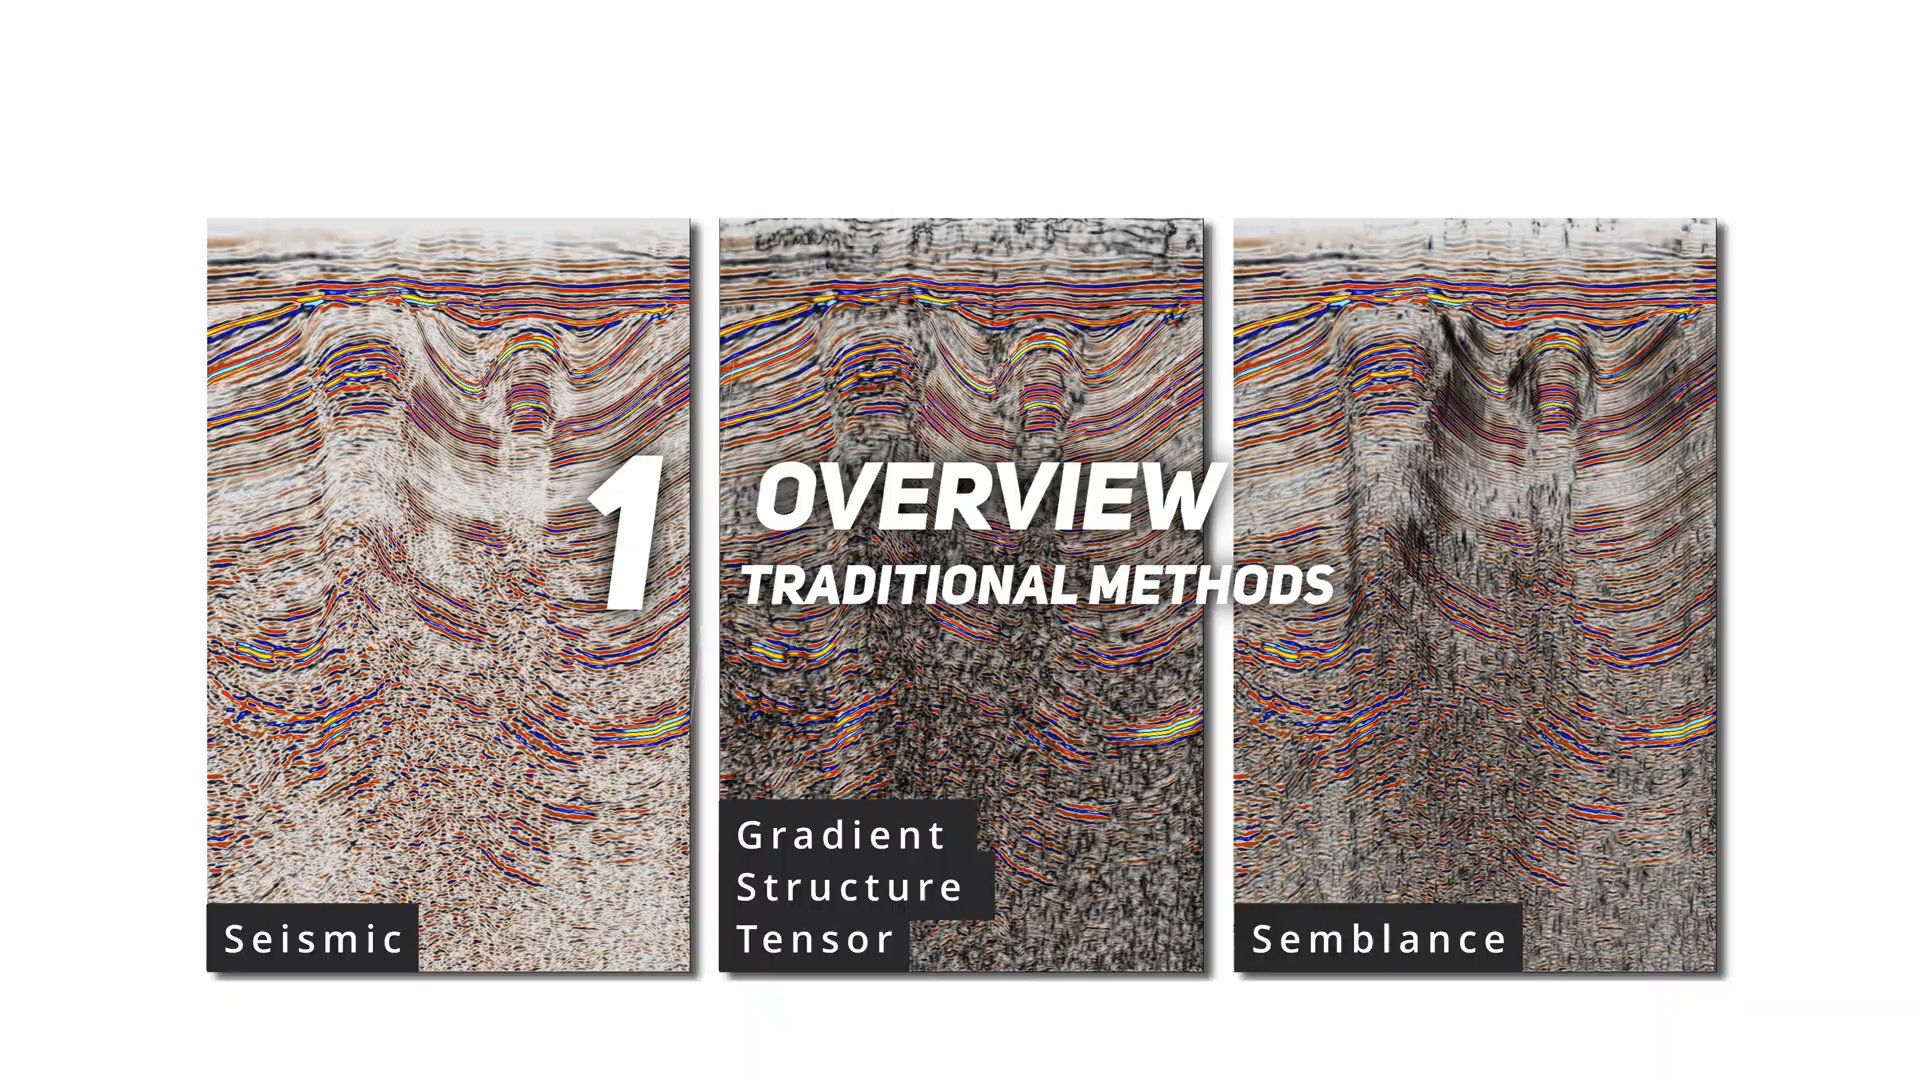 1
OVERVIEW
TRADITIONAL METHODS
Seismic
Gradient
Structure
Tensor
Semblance